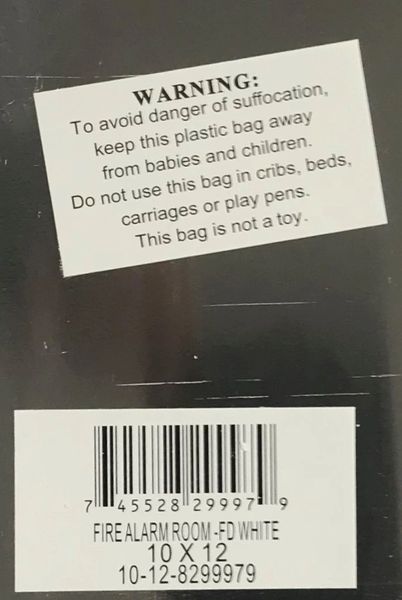 WARNING:
To avoid danger of suffocation,
keep this plastic bag away
from babies and children.
Do not use this bag in cribs, beds,
carriages or play pens.
This bag is not a toy.
7 45528 29997 9
FIRE ALARM ROOM -FD WHITE
10 X 12
10-12-8299979